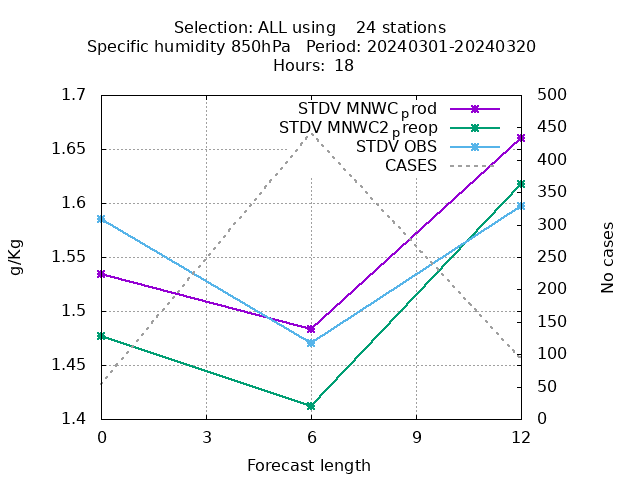 Selection: ALL using    24 stations
Specific humidity 850hPa   Period: 20240301-20240320
Hours:  18
1.7
1.65
1.6
1.55
1.5
1.45
1.4
500
450
400
350
300
250
200
150
100
50
0
STDV MNWC_prod
STDV MNWC2_preop
STDV OBS
CASES
g/Kg
No cases
0 3 6 9 12
Forecast length